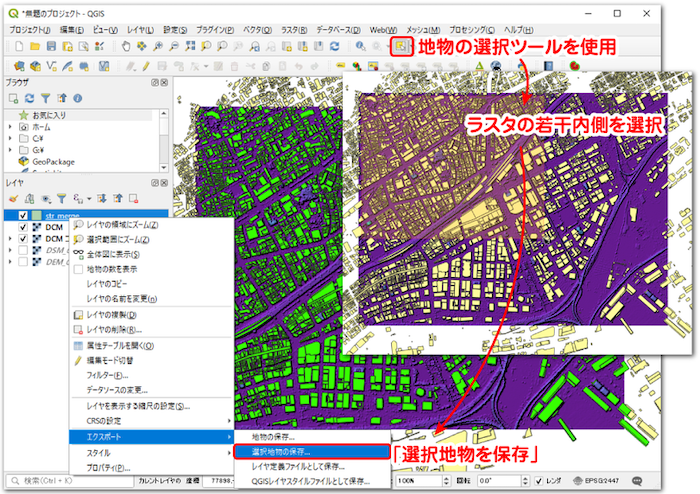 *無題のプロジェクト - QGIS
プロジェクト(J) 編集(E) ビュー(V) レイヤ(L) 設定(S) プラグイン(P) ベクタ(O) ラスタ(R) データベース(D) Web(W) メッシュ(M) プロセシング(C) ヘルプ(H)
地物の選択ツールを使用
ラスタの若干内側を選択
ブラウザ
お気に入り
ホーム
C:¥
G:¥
GeoPackage
レイヤ
str_merge
DCM
DCM
DSM
DEM
レイヤの領域にズーム(Z)
選択範囲にズーム(Z)
全体図に表示(S)
地物の数を表示
レイヤのコピー
レイヤの名前を変更(n)
レイヤの複製(D)
レイヤの削除(R)...
属性テーブルを開く(O)
編集モード切替
フィルター(F)...
データソースの変更...
レイヤを表示する縮尺の設定(S)...
CRSの設定
エクスポート
スタイル
プロパティ(P)...
地物の保存...
選択地物の保存...
レイヤ定義ファイルとして保存...
QGISレイヤスタイルファイルとして保存...
「選択地物を保存」
検索(Ctrl + K)
カレントレイヤの
座標 77898
100%
回転 0.0°
レンダ
EPSG:2447